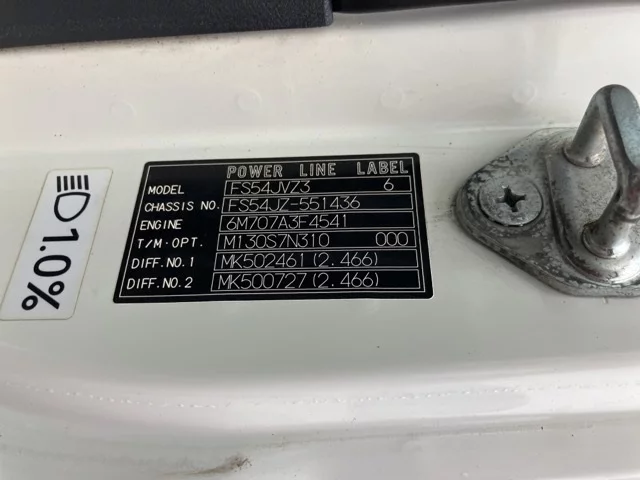 POWER LINE LABEL
MODEL FS54JVZ3 6
CHASSIS NO. FS54JZ-551436
ENGINE 6M707A3F4541
T/M.OPT. M130S7N310 000
DIFF.NO.1 MK502461(2.466)
DIFF.NO.2 MK500727(2.466)
1.0%